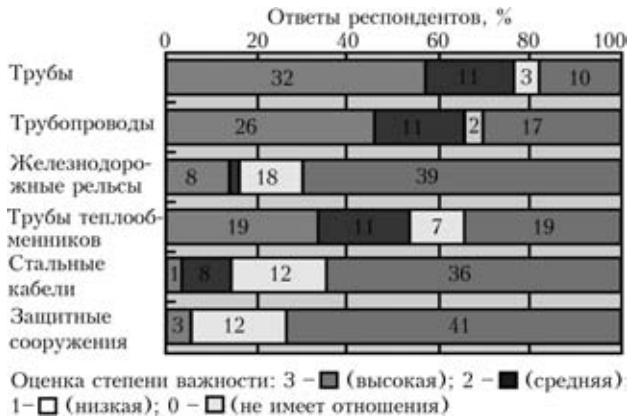 Ответы респондентов, %
0 20 40 60 80 100
Трубы
32 11 3 10
Трубопроводы
26 11 2 17
Железнодоро-
жные рельсы
8 18 39
Трубы теплооб-
менников
19 11 7 19
Стальные
кабели
1 8 12 36
Защитные
сооружения
3 12 41
Оценка степени важности: 3 – (высокая); 2 – (средняя);
1– (низкая); 0 – (не имеет отношения)